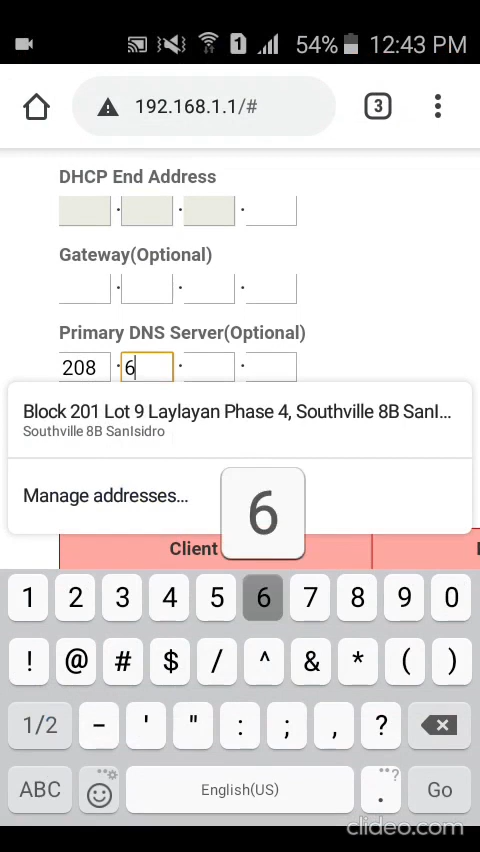 1 54% 12:43 PM
192.168.1.1/# 3
DHCP End Address
Gateway(Optional)
Primary DNS Server(Optional)
208 6
Block 201 Lot 9 Laylayan Phase 4, Southville 8B SanI...
Southville 8B SanIsidro
Manage addresses...
6
Client
1 2 3 4 5 6 7 8 9 0
! @ # $ / ^ & * ( )
1/2 - ' " : ; , ? 
ABC English(US) . Go
clideo.com